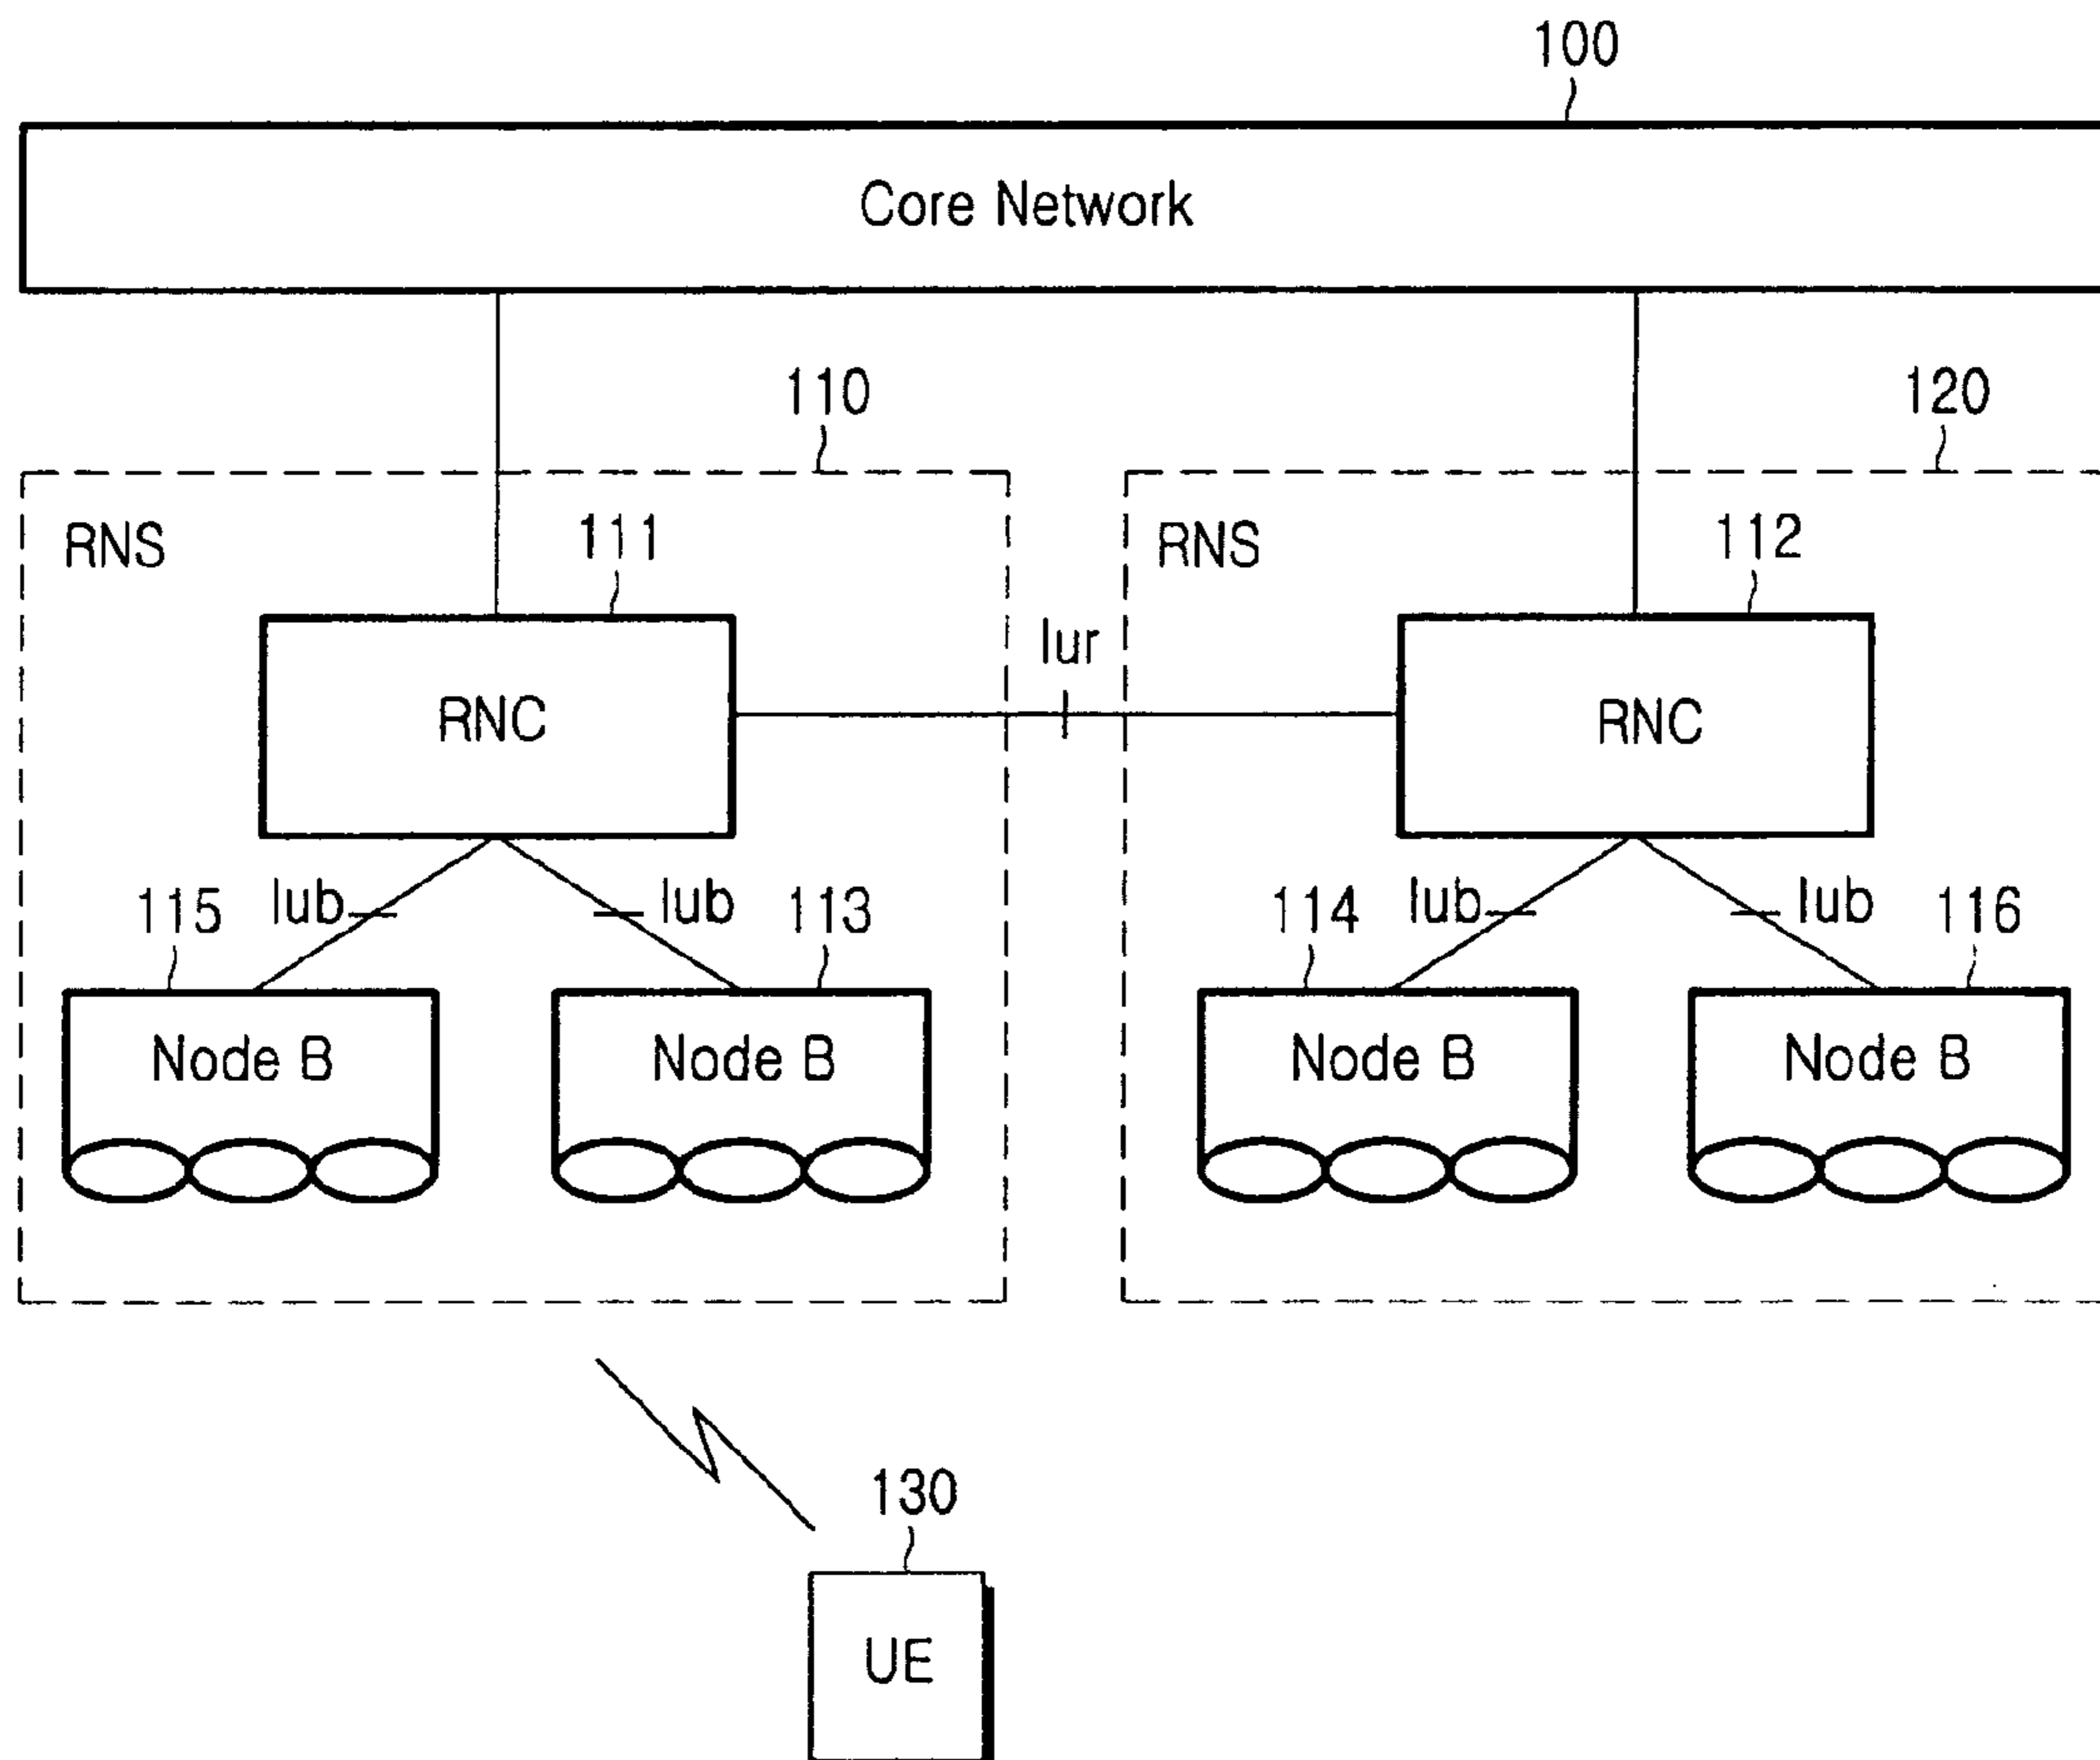 100
Core Network
110
120
RNS
111
RNS
112
Iur
RNC
RNC
115
Iub
Iub
113
114
Iub
Iub
116
Node B
Node B
Node B
Node B
130
UE